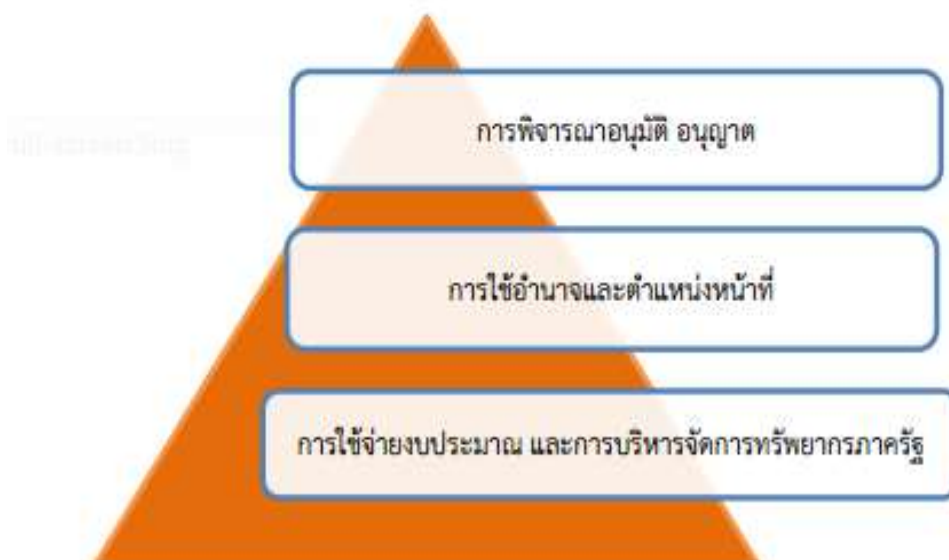 การพิจารณาอนุมัติ อนุญาต
การใช้อำนาจและตำแหน่งหน้าที่
การใช้จ่ายงบประมาณ และการบริหารจัดการทรัพยากรภาครัฐ